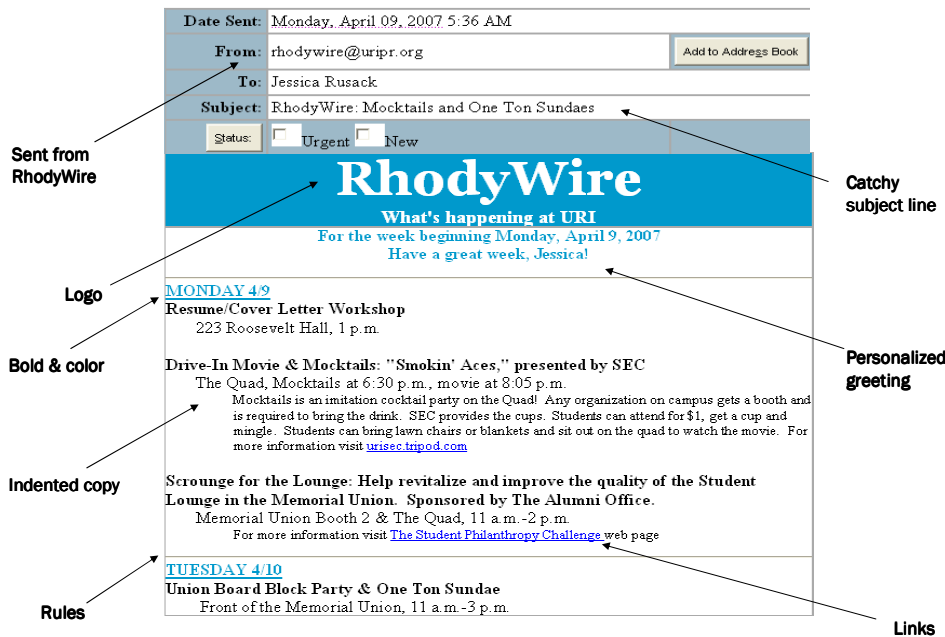 Date Sent: Monday, April 09, 2007 5:36 AM
From: rhodywire@uripr.org Add to Address Book
To: Jessica Rusack
Subject: RhodyWire: Mocktails and One Ton Sundaes
Status: Urgent New
Sent from
RhodyWire
Catchy
subject line
RhodyWire
What's happening at URI
For the week beginning Monday, April 9, 2007
Have a great week, Jessica!
Logo
Bold & color
Personalized
greeting
MONDAY 4/9
Resume/Cover Letter Workshop
223 Roosevelt Hall, 1 p.m.
Drive-In Movie & Mocktails: "Smokin' Aces," presented by SEC
The Quad, Mocktails at 6:30 p.m., movie at 8:05 p.m.
Mocktails is an imitation cocktail party on the Quad! Any organization on campus gets a booth and
is required to bring the drink. SEC provides the cups. Students can attend for $1, get a cup and
mingle. Students can bring lawn chairs or blankets and sit out on the quad to watch the movie. For
more information visit urisec.tripod.com
Indented copy
Scrounge for the Lounge: Help revitalize and improve the quality of the Student
Lounge in the Memorial Union. Sponsored by The Alumni Office.
Memorial Union Booth 2 & The Quad, 11 a.m.-2 p.m.
For more information visit The Student Philanthropy Challenge web page
TUESDAY 4/10
Union Board Block Party & One Ton Sundae
Front of the Memorial Union, 11 a.m.-3 p.m.
Rules
Links